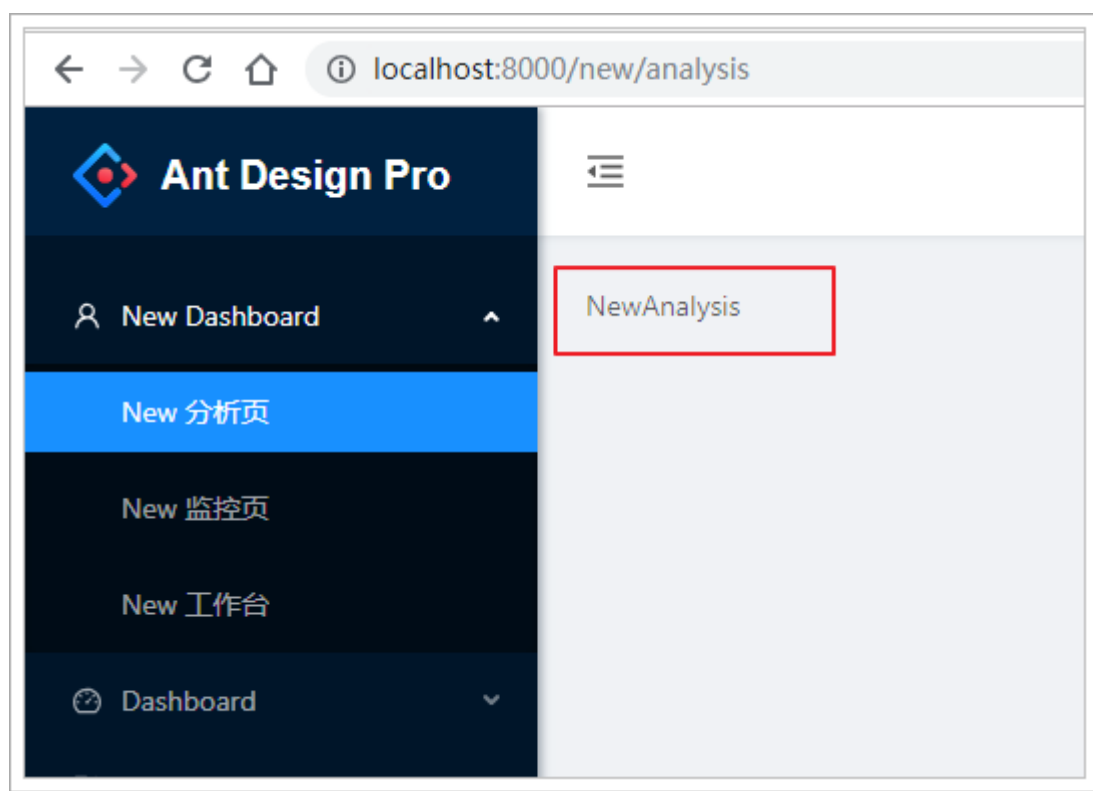 localhost:8000/new/analysis
Ant Design Pro
New Dashboard
NewAnalysis
New 分析页
New 监控页
New 工作台
Dashboard